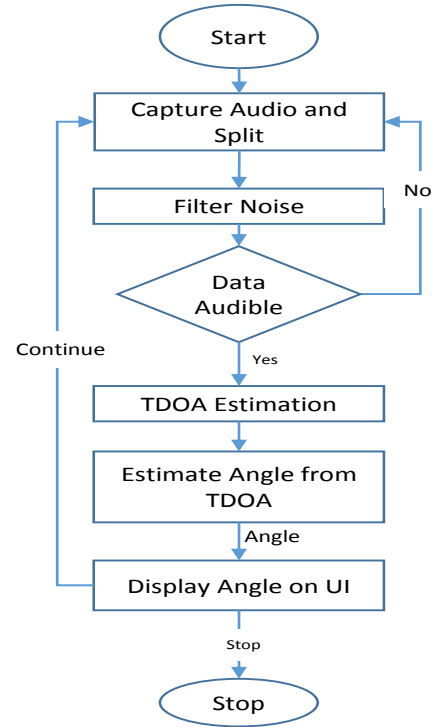 Start
Capture Audio and
Split
No
Filter Noise
Data
Audible
Continue
Yes
TDOA Estimation
Estimate Angle from
TDOA
Angle
Display Angle on UI
Stop
Stop